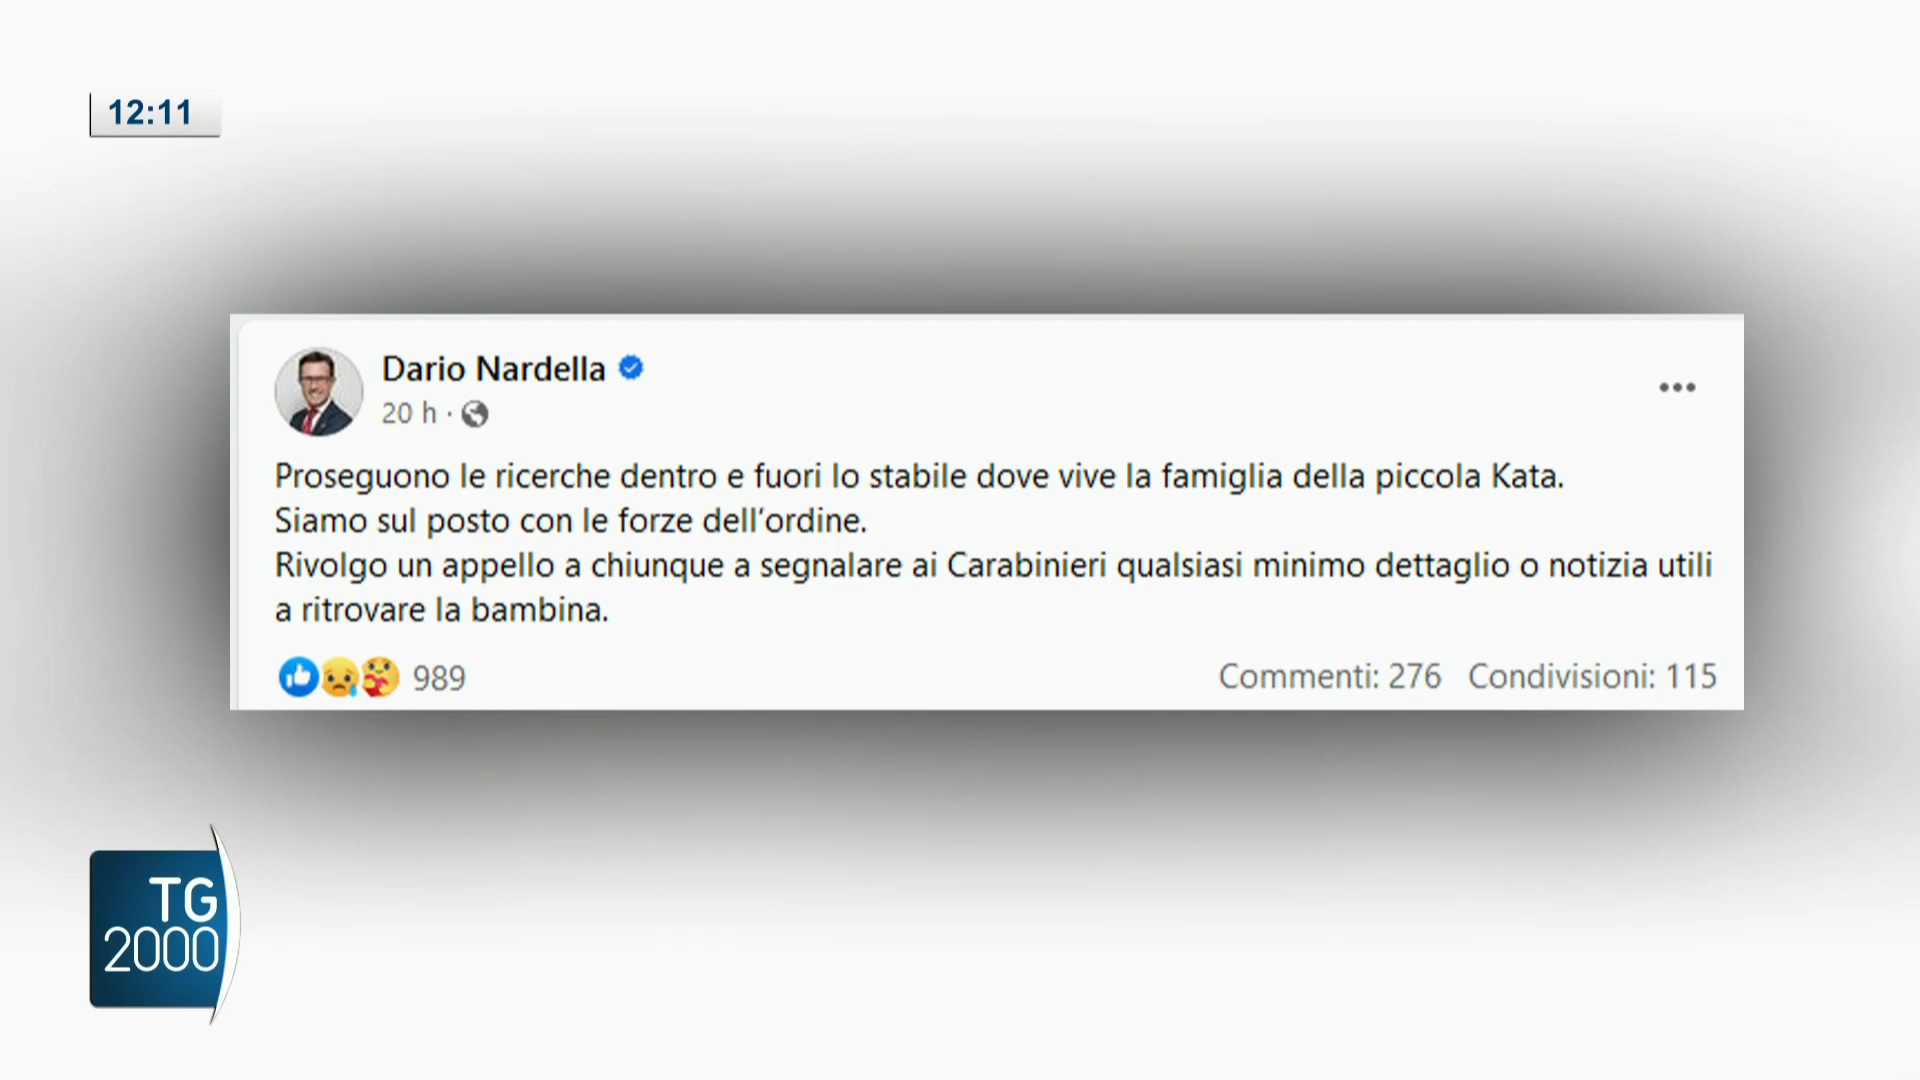 12:11
Dario Nardella
20 h ·
Proseguono le ricerche dentro e fuori lo stabile dove vive la famiglia della piccola Kata.
Siamo sul posto con le forze dell'ordine.
Rivolgo un appello a chiunque a segnalare ai Carabinieri qualsiasi minimo dettaglio o notizia utili
a ritrovare la bambina.
989 Commenti: 276 Condivisioni: 115
TG
2000